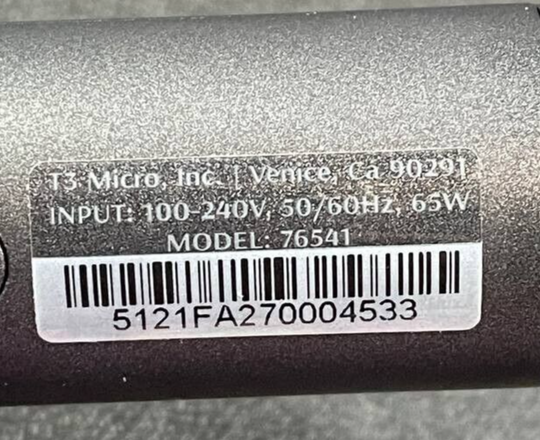 T3 Micro, Inc. | Venice, Ca 90291
INPUT: 100-240V, 50/60Hz, 65W
MODEL: 76541
5121FA270004533